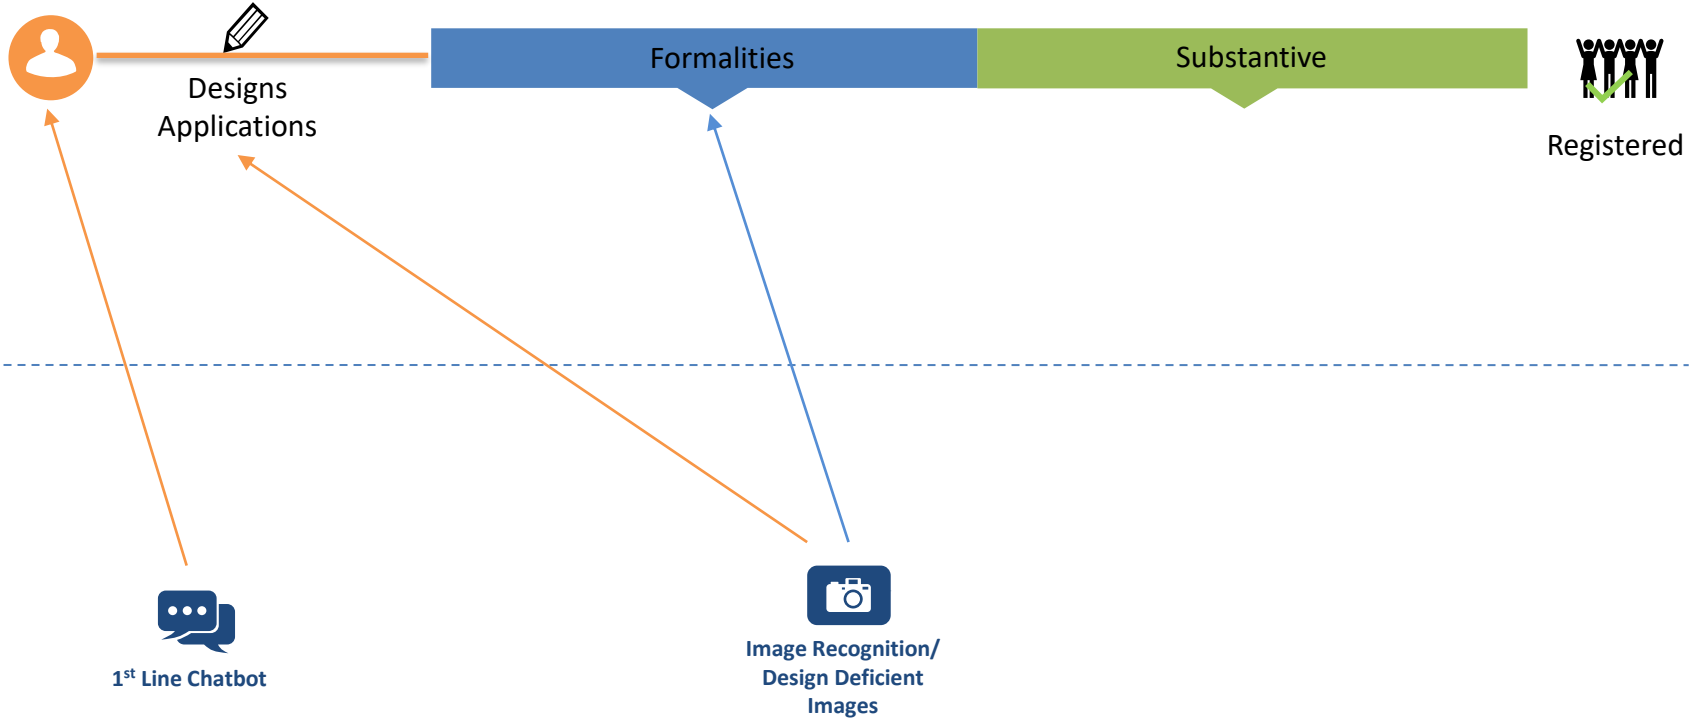 Formalities
Substantive
Designs
Applications
Registered
1st Line Chatbot
Image Recognition/
Design Deficient
Images